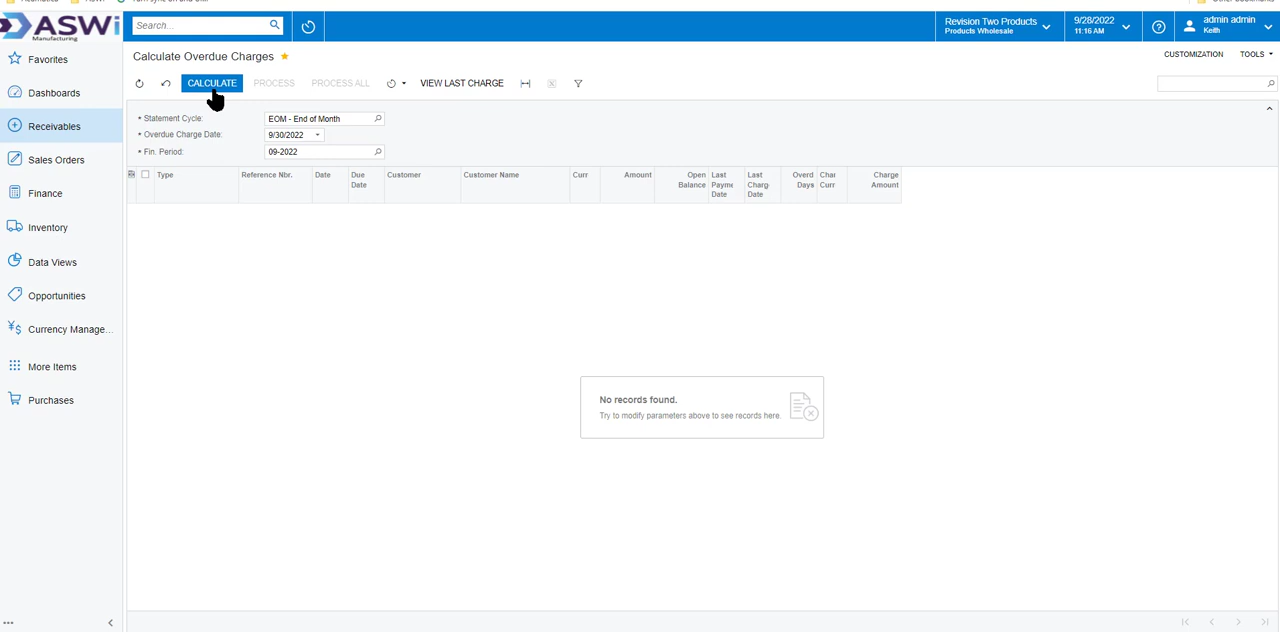 ASWi
Manufacturing
Search...
Revision Two Products
Products Wholesale
9/28/2022
11:16 AM
admin admin
Keith
Favorites
Dashboards
Receivables
Sales Orders
Finance
Inventory
Data Views
Opportunities
Currency Manage...
More Items
Purchases
Calculate Overdue Charges
CUSTOMIZATION
TOOLS
CALCULATE
PROCESS
PROCESS ALL
VIEW LAST CHARGE
* Statement Cycle: EOM - End of Month
* Overdue Charge Date: 9/30/2022
* Fin. Period: 09-2022
Type
Reference Nbr.
Date
Due
Date
Customer
Customer Name
Curr
Amount
Open
Balance
Last
Payme
Date
Last
Charg
Date
Overd
Days
Char
Curr
Charge
Amount
No records found.
Try to modify parameters above to see records here.